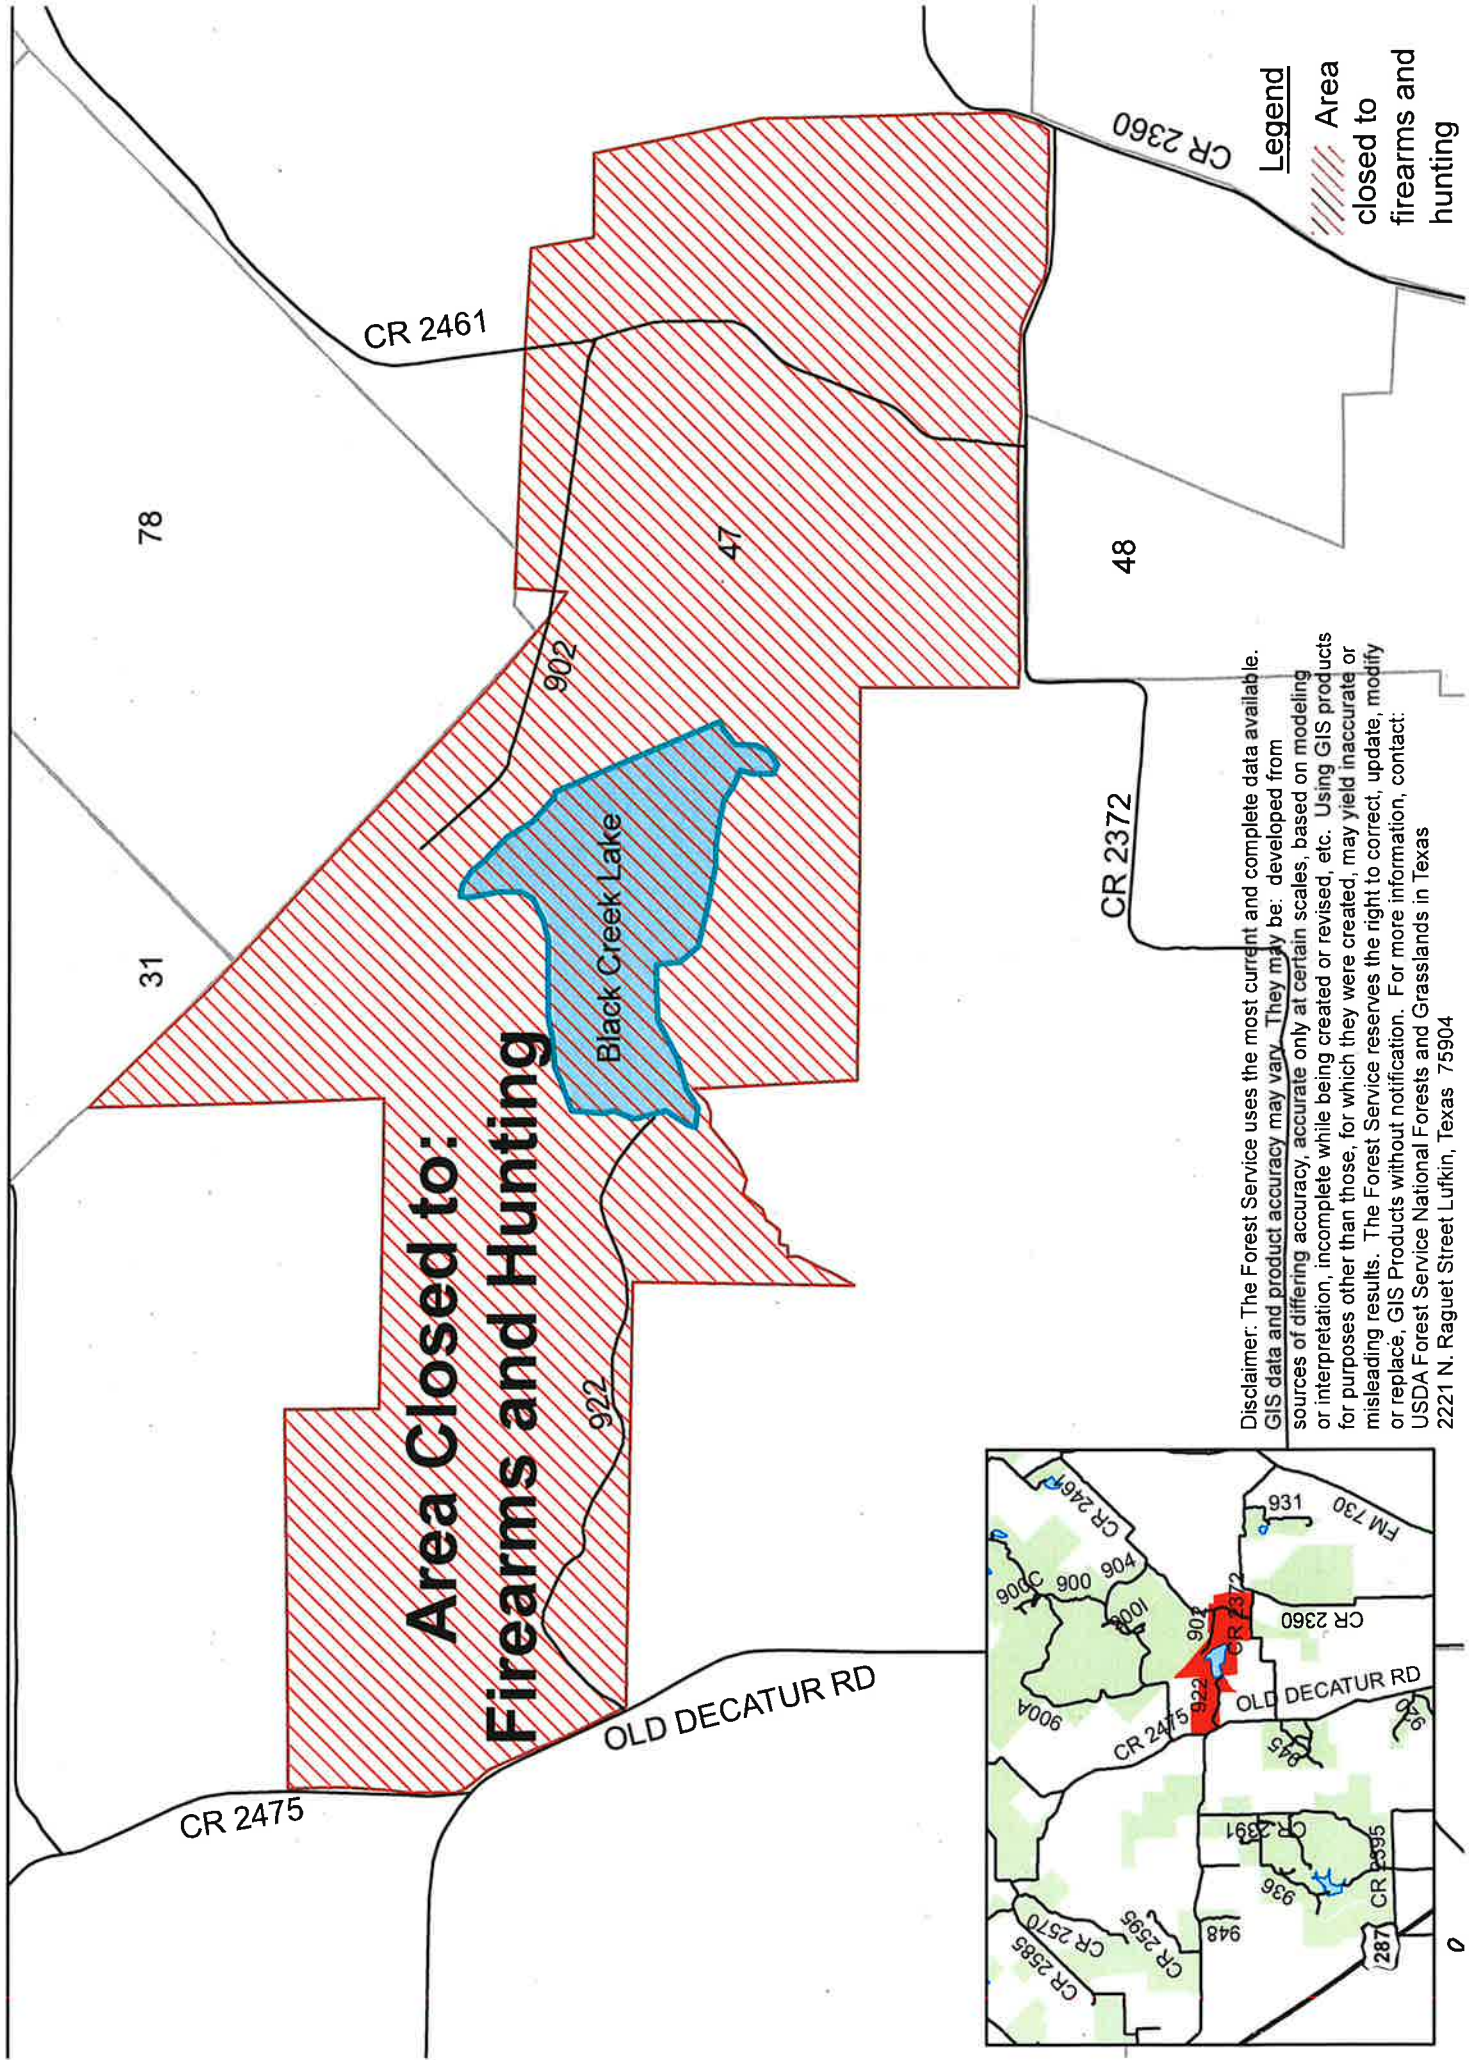 Area Closed to:
Firearms and Hunting
31
78
CR 2461
CR 2475
902
922
47
Black Creek Lake
OLD DECATUR RD
48
CR 2372
CR 2360
Legend
Area
closed to
firearms and
hunting
Disclaimer: The Forest Service uses the most current and complete data available.
GIS data and product accuracy may vary. They may be: developed from
sources of differing accuracy, accurate only at certain scales, based on modeling
or interpretation, incomplete while being created or revised, etc. Using GIS products
for purposes other than those, for which they were created, may yield inaccurate or
misleading results. The Forest Service reserves the right to correct, update, modify
or replace, GIS Products without notification. For more information, contact:
USDA Forest Service National Forests and Grasslands in Texas
2221 N. Raguet Street Lufkin, Texas 75904
CR 2585
CR 2570
CR 2595
948
287
936
CR 2391
CR 2595
945
920
900A
CR 2475
922
OLD DECATUR RD
900C
900
904
900I
CR 2461
902
CR 2372
CR 2360
931
FM 730
0